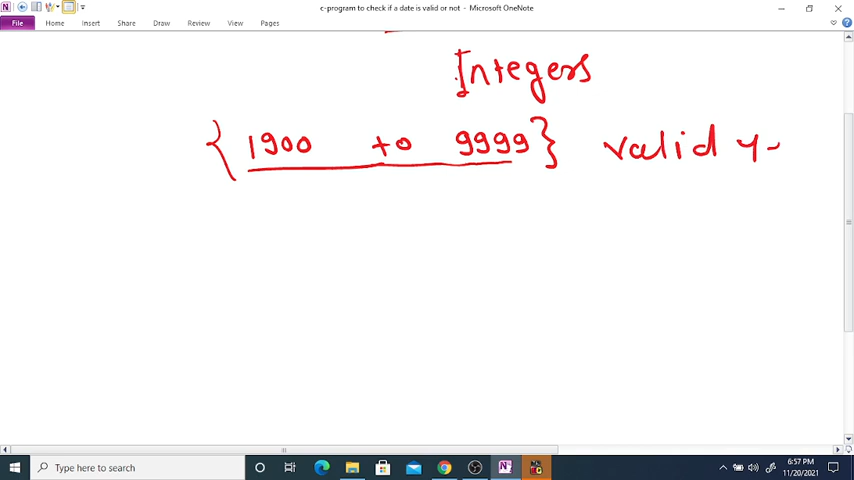 c-program to check if a date is valid or not - Microsoft OneNote
File Home Insert Share Draw Review View Pages
Integers
{1900 to 9999} valid y
Type here to search
6:57 PM
11/20/2021